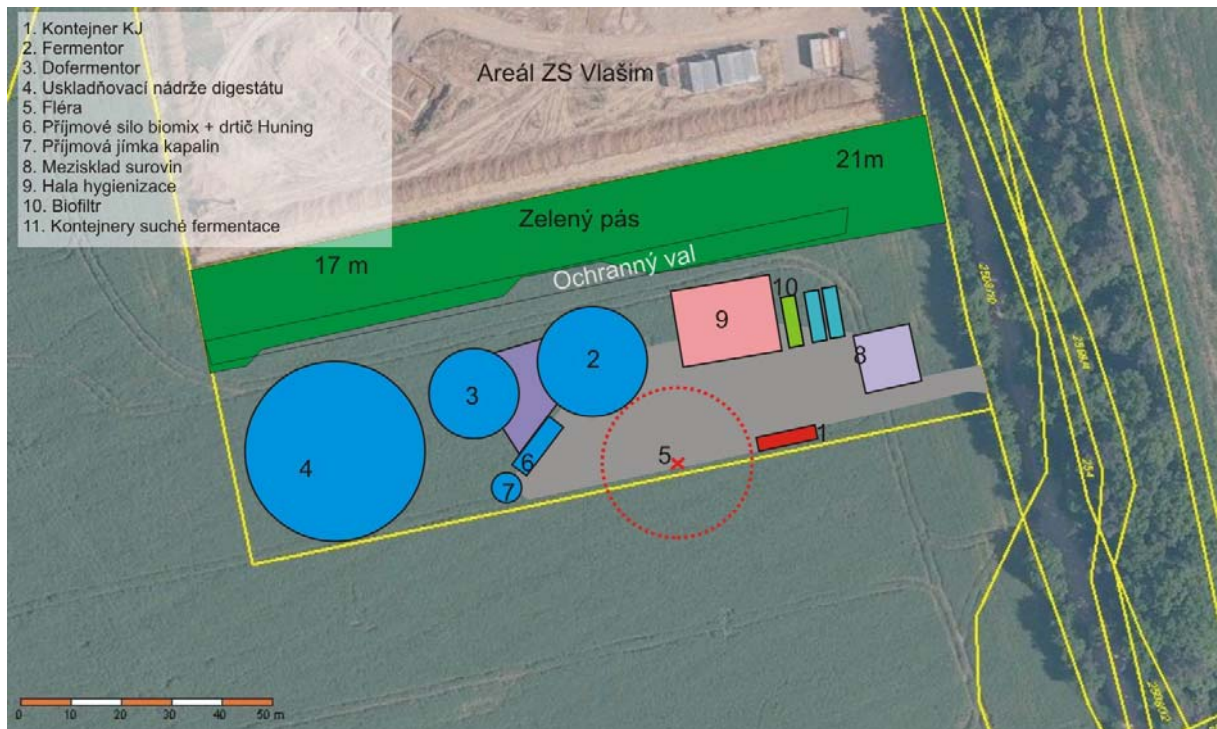 1. Kontejner KJ
2. Fermentor
3. Dofermentor
4. Uskladňovací nádrže digestátu
5. Fléra
6. Příjmové silo biomix + drtič Huning
7. Příjmová jímka kapalin
8. Mezisklad surovin
9. Hala hygienizace
10. Biofiltr
11. Kontejnery suché fermentace
Areál ZS Vlašim
21m
Zelený pás
17 m
Ochranný val
10
9
2
8
3
1
5
4
6
7
254
0 10 20 30 40 50 m